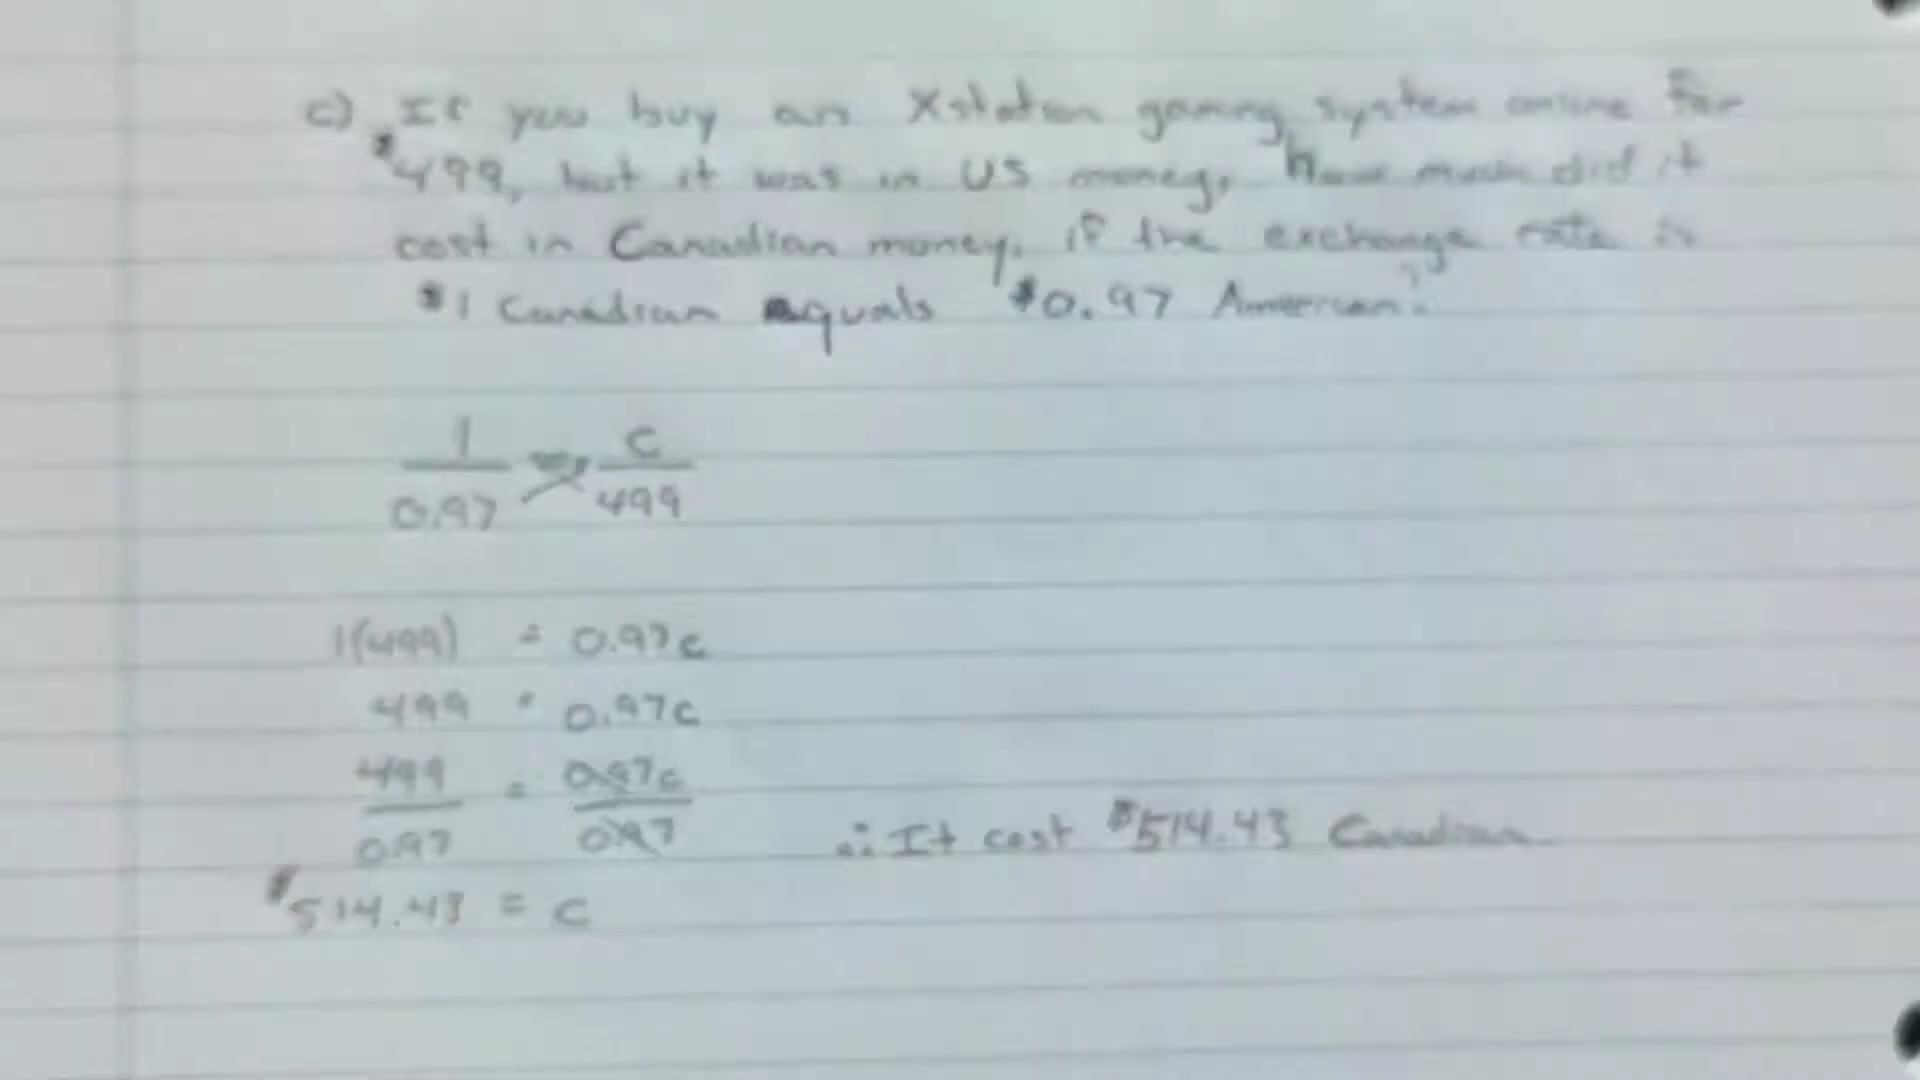 c) If you buy an Xstation gaming system online for
$499, but it was in US money, how much did it
cost in Canadian money, if the exchange rate is
$1 Canadian equals $0.97 American?
1 c
0.97 = 499
1(499) = 0.97c
499 = 0.97c
499 = 0.97c
0.97 0.97
∴ It cost $514.43 Canadian
$514.43 = c